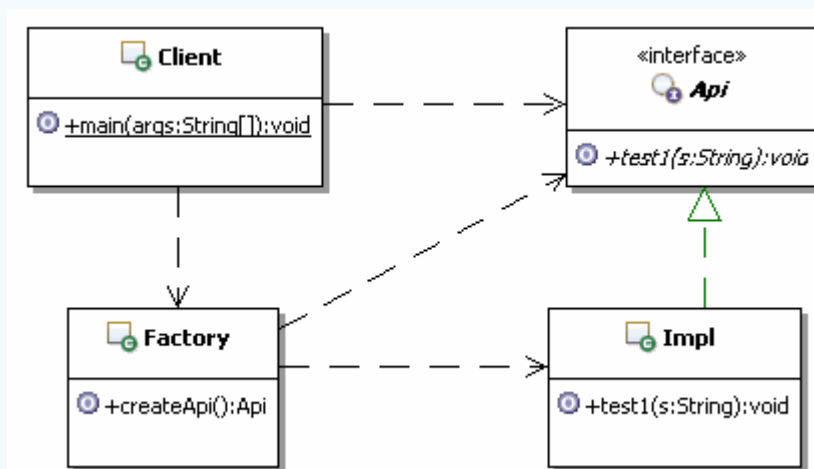 Client
+main(args:String[]):void
«interface»
Api
+test1(s:String):void
Factory
+createApi():Api
Impl
+test1(s:String):void